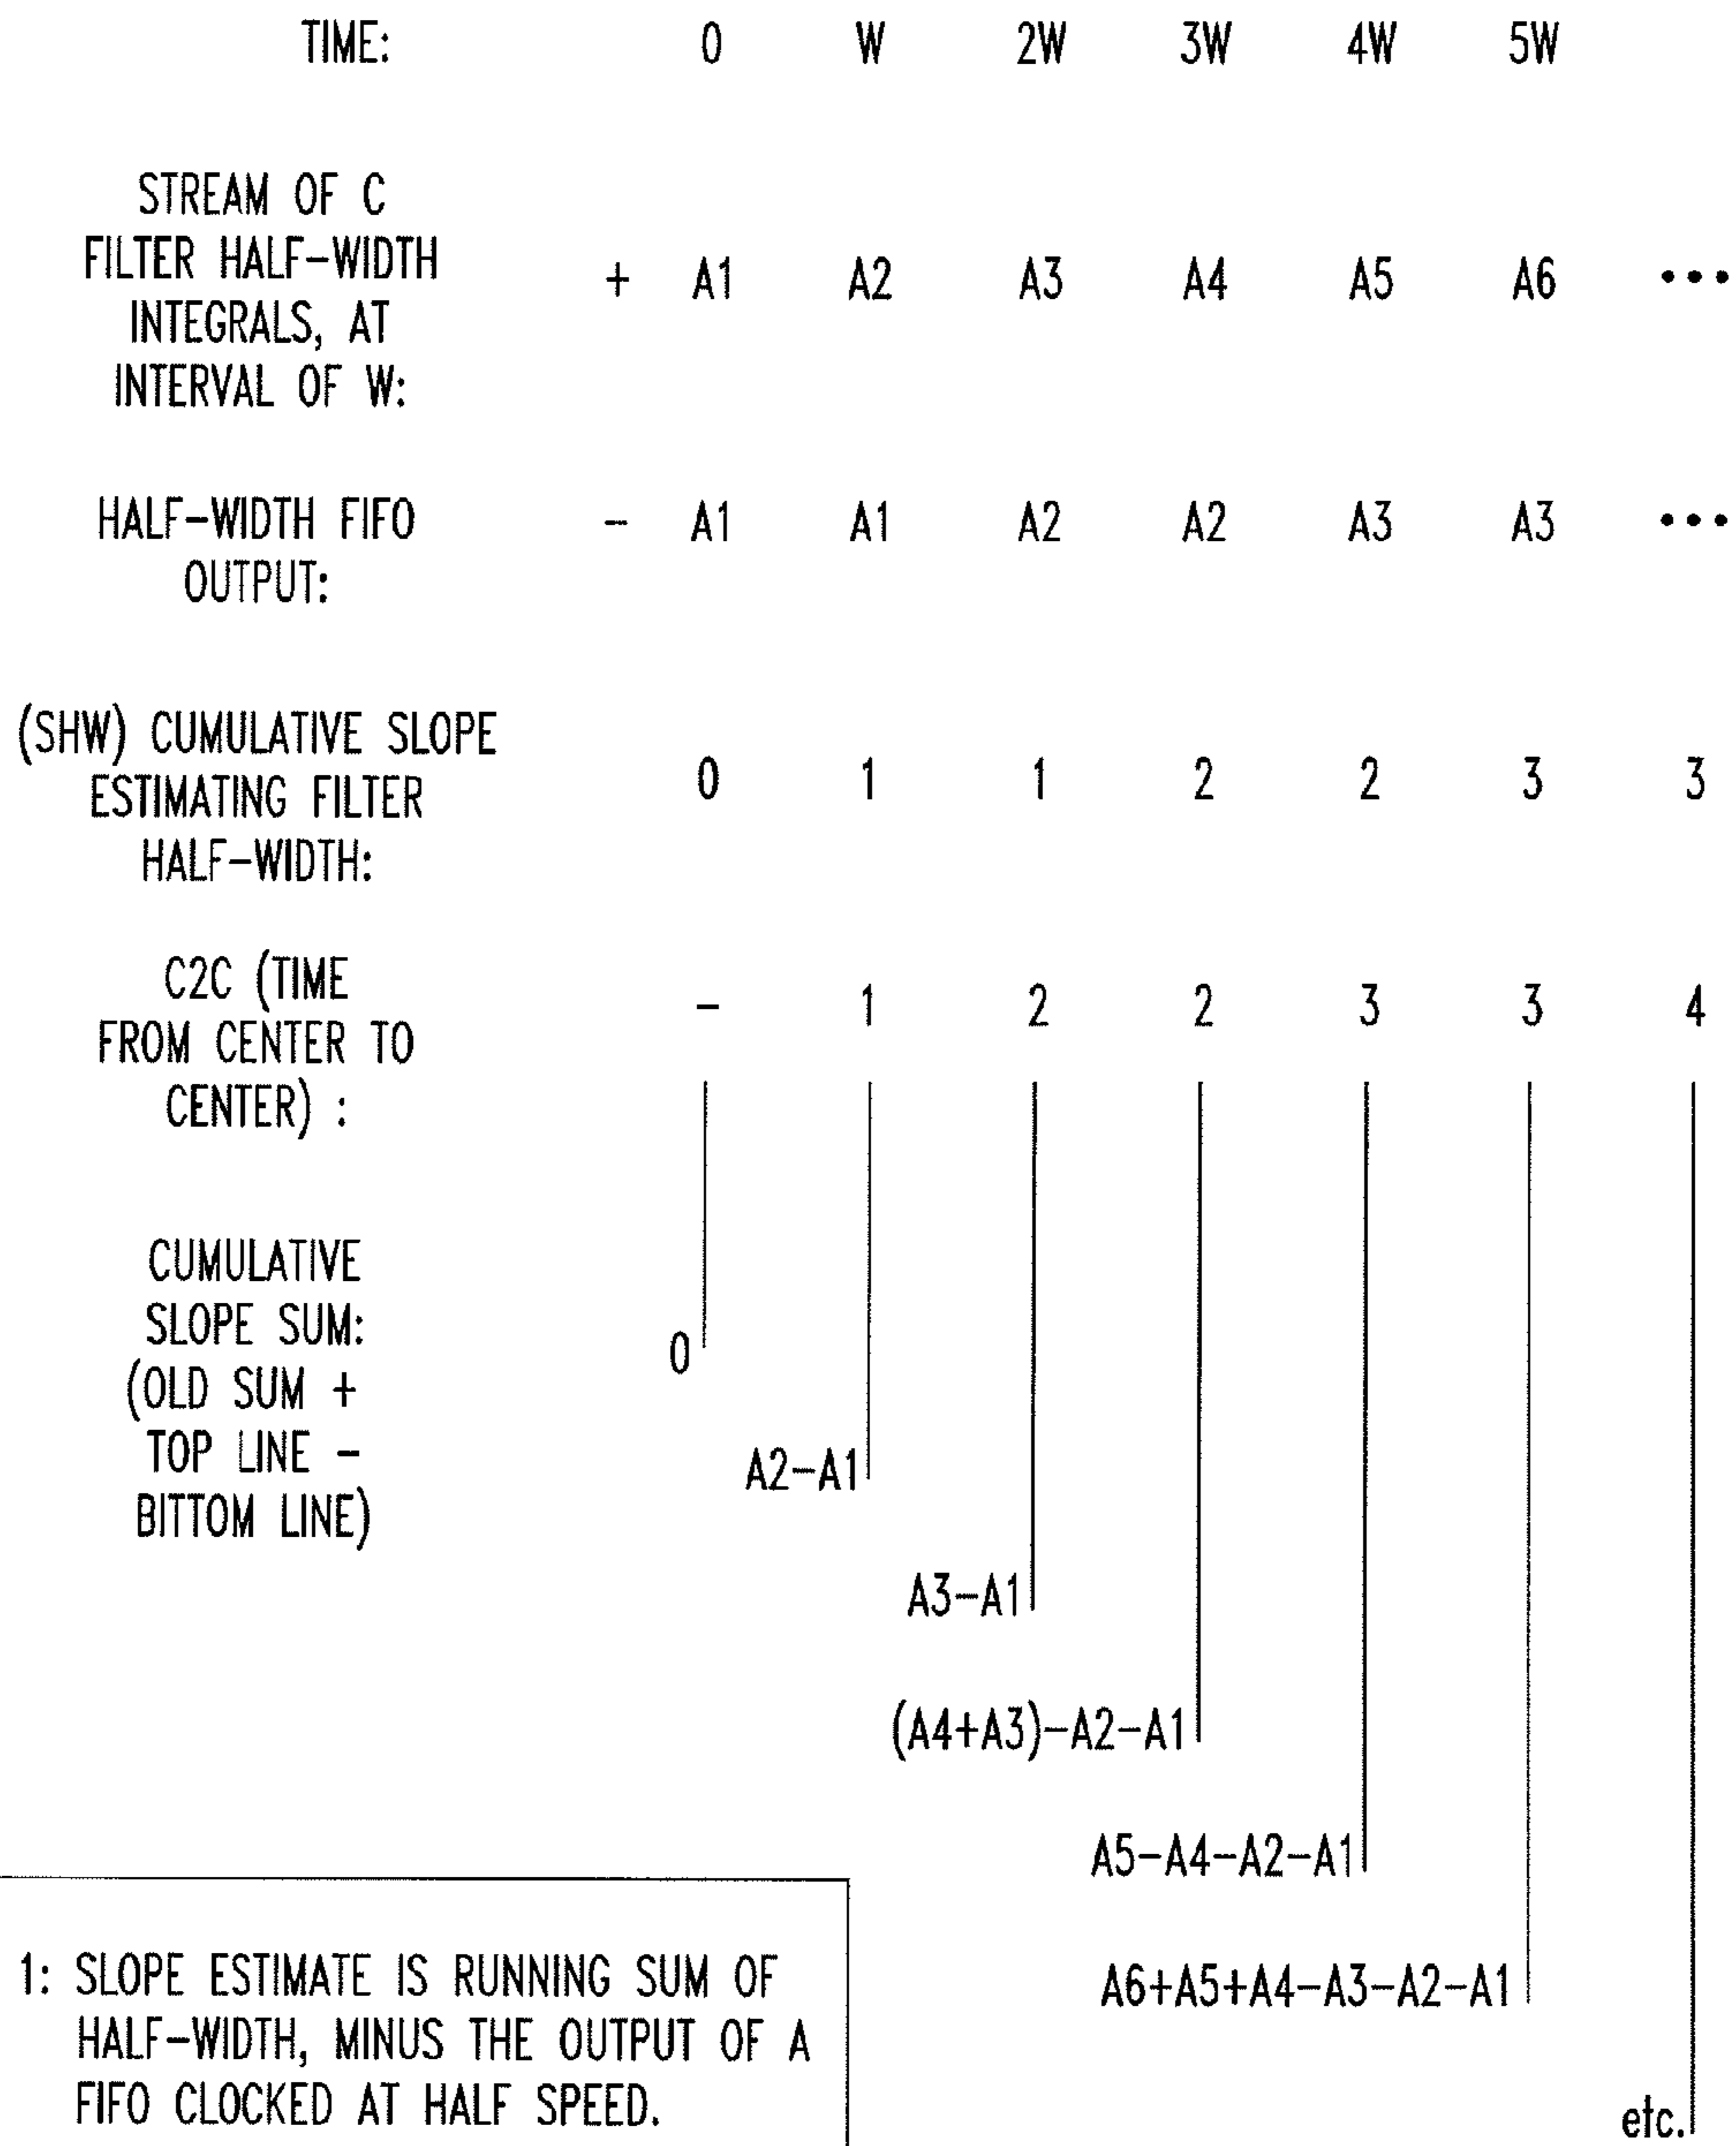 TIME: 0 W 2W 3W 4W 5W
STREAM OF C
FILTER HALF-WIDTH
INTEGRALS, AT
INTERVAL OF W:
+ A1 A2 A3 A4 A5 A6 •••
HALF-WIDTH FIFO
OUTPUT:
- A1 A1 A2 A2 A3 A3 •••
(SHW) CUMULATIVE SLOPE
ESTIMATING FILTER
HALF-WIDTH:
0 1 1 2 2 3 3
C2C (TIME
FROM CENTER TO
CENTER) :
- 1 2 2 3 3 4
CUMULATIVE
SLOPE SUM:
(OLD SUM +
TOP LINE -
BITTOM LINE)
0
A2-A1
A3-A1
(A4+A3)-A2-A1
A5-A4-A2-A1
A6+A5+A4-A3-A2-A1
etc.
1: SLOPE ESTIMATE IS RUNNING SUM OF
HALF-WIDTH, MINUS THE OUTPUT OF A
FIFO CLOCKED AT HALF SPEED.